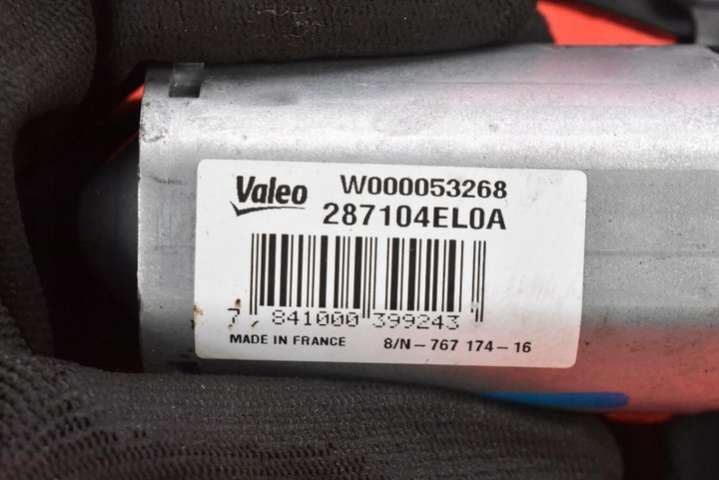 Valeo
W000053268
287104EL0A
7 841000 399243
MADE IN FRANCE 8/N-767 174-16